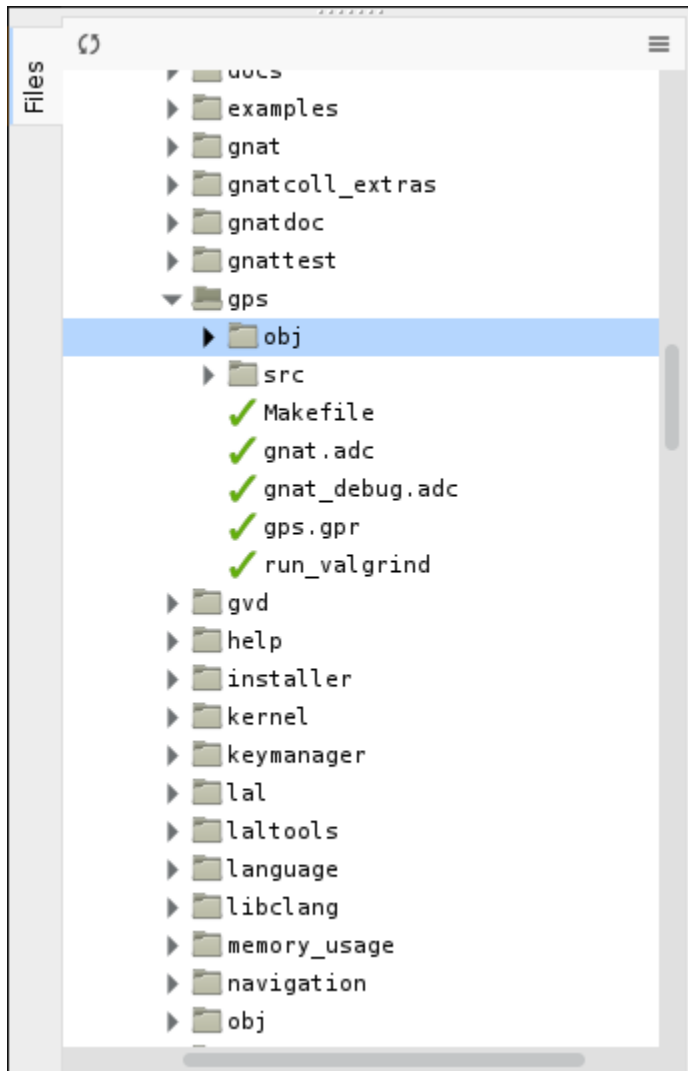 Files
docs
examples
gnat
gnatcoll_extras
gnatdoc
gnattest
gps
obj
src
Makefile
gnat.adc
gnat_debug.adc
gps.gpr
run_valgrind
gvd
help
installer
kernel
keymanager
lal
laltools
language
libclang
memory_usage
navigation
obj